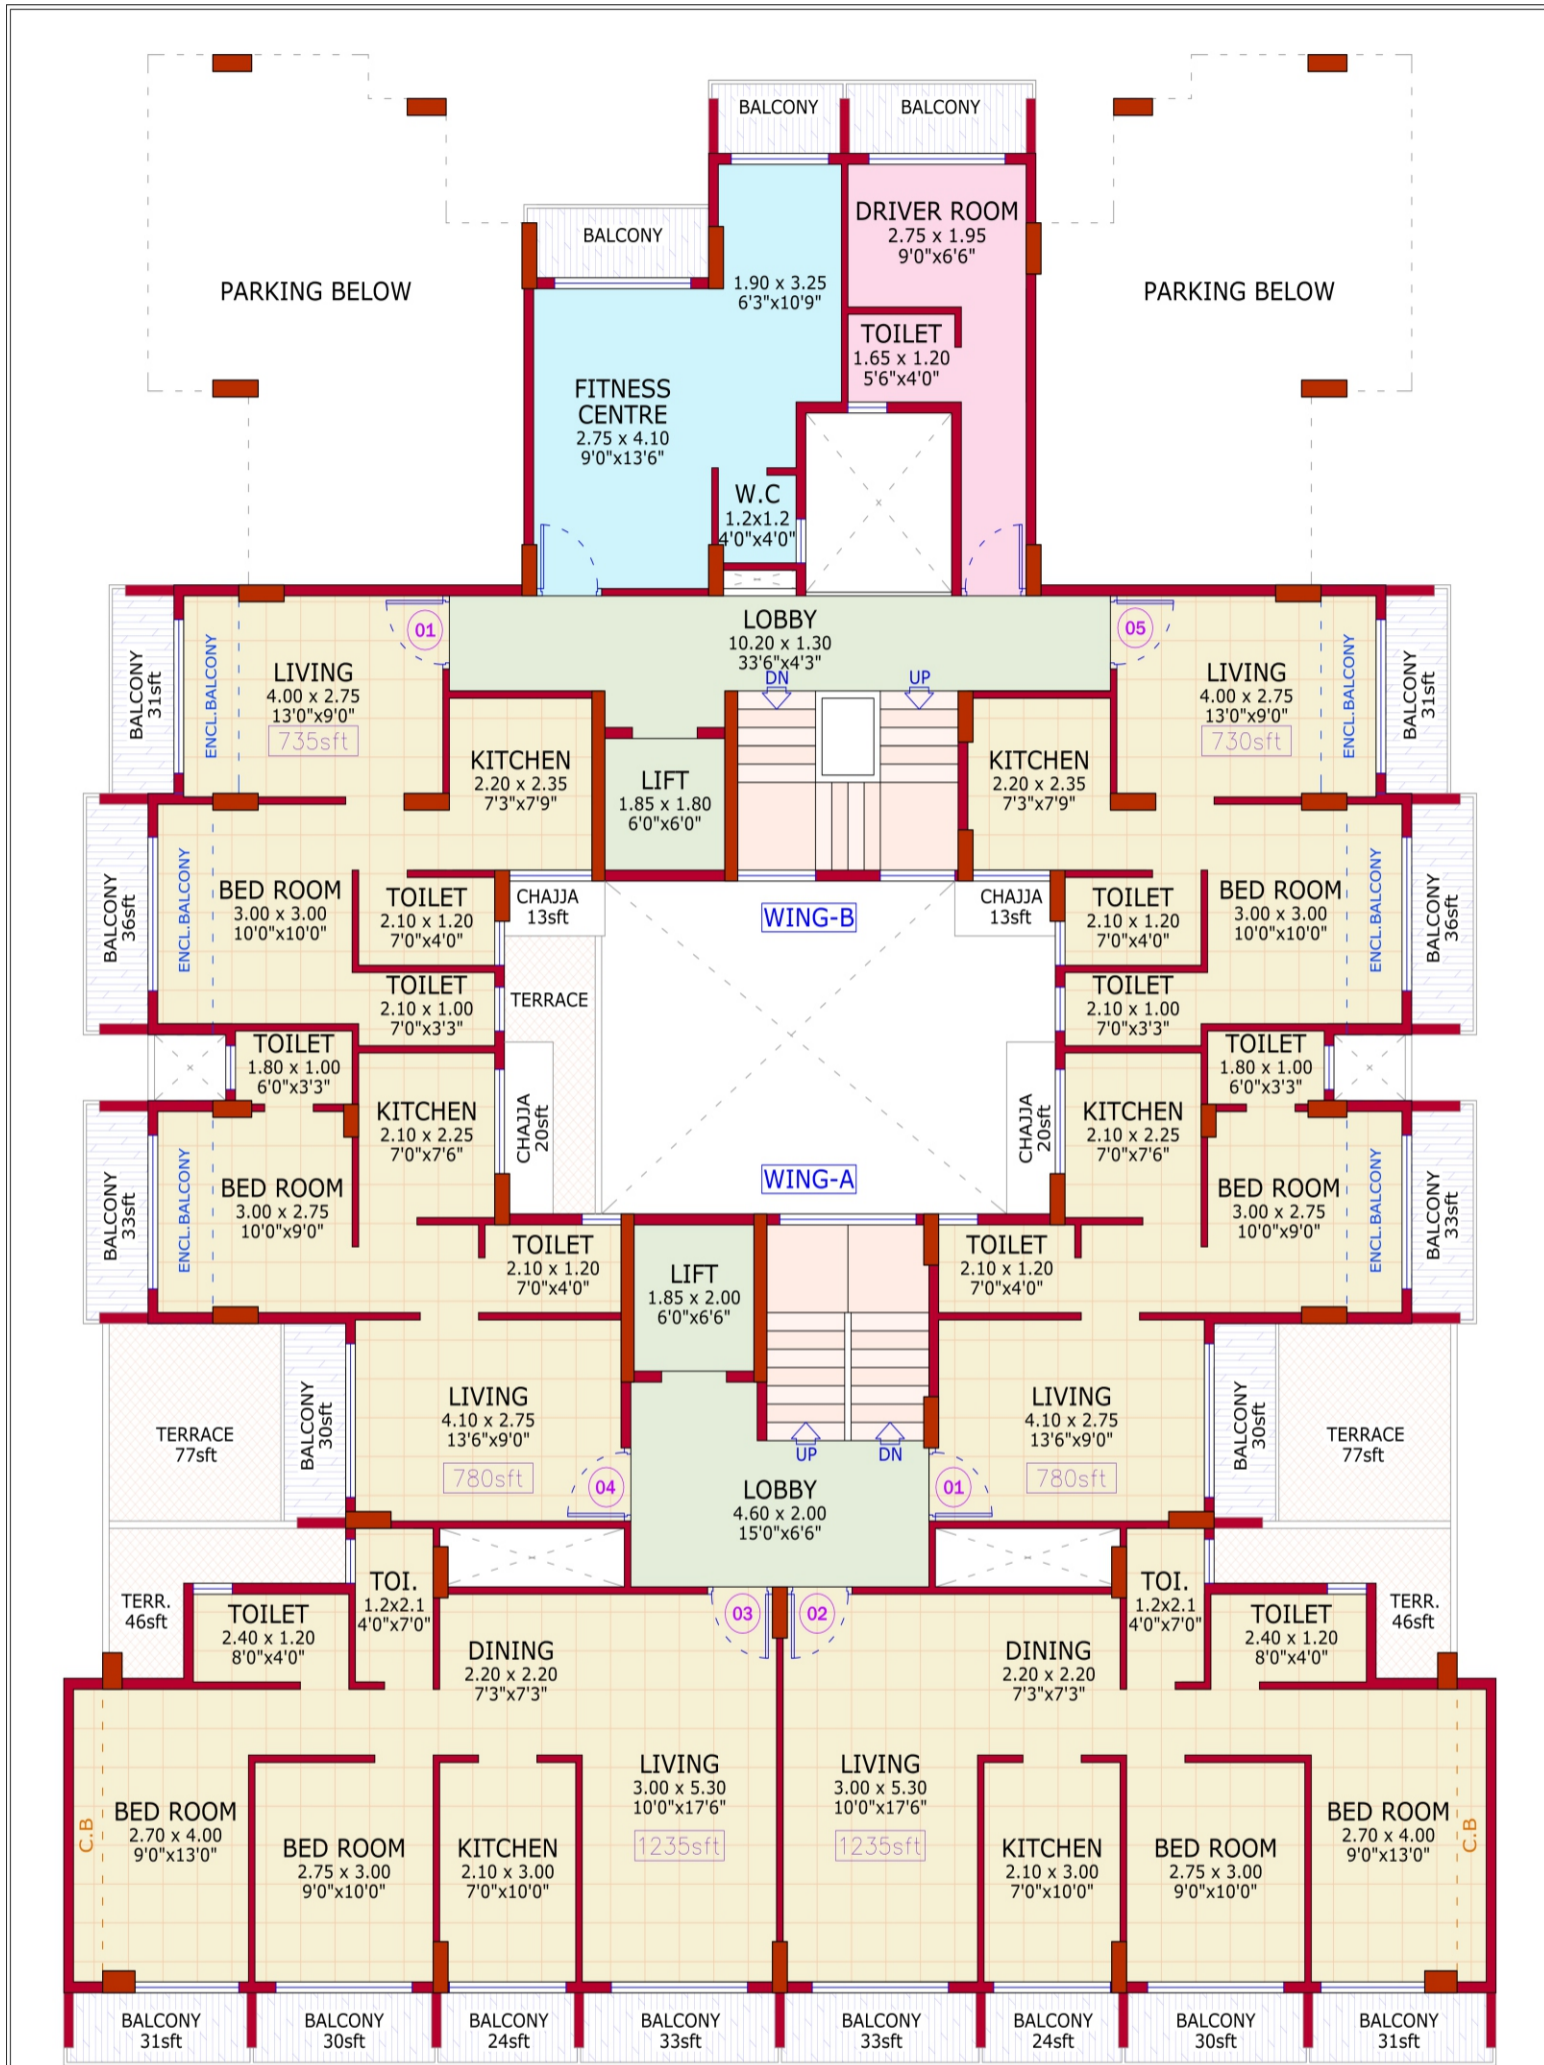 BALCONY
BALCONY
BALCONY
DRIVER ROOM
2.75 x 1.95
9'0"x6'6"
1.90 x 3.25
6'3"x10'9"
PARKING BELOW
PARKING BELOW
TOILET
1.65 x 1.20
5'6"x4'0"
FITNESS
CENTRE
2.75 x 4.10
9'0"x13'6"
W.C
1.2x1.2
4'0"x4'0"
LOBBY
10.20 x 1.30
33'6"x4'3"
DN
UP
01
05
BALCONY
31sft
ENCL.BALCONY
LIVING
4.00 x 2.75
13'0"x9'0"
735sft
KITCHEN
2.20 x 2.35
7'3"x7'9"
LIFT
1.85 x 1.80
6'0"x6'0"
KITCHEN
2.20 x 2.35
7'3"x7'9"
LIVING
4.00 x 2.75
13'0"x9'0"
730sft
ENCL.BALCONY
BALCONY
31sft
BALCONY
36sft
ENCL.BALCONY
BED ROOM
3.00 x 3.00
10'0"x10'0"
TOILET
2.10 x 1.20
7'0"x4'0"
CHAJJA
13sft
WING-B
CHAJJA
13sft
TOILET
2.10 x 1.20
7'0"x4'0"
BED ROOM
3.00 x 3.00
10'0"x10'0"
ENCL.BALCONY
BALCONY
36sft
TOILET
2.10 x 1.00
7'0"x3'3"
TERRACE
TOILET
2.10 x 1.00
7'0"x3'3"
TOILET
1.80 x 1.00
6'0"x3'3"
TOILET
1.80 x 1.00
6'0"x3'3"
KITCHEN
2.10 x 2.25
7'0"x7'6"
CHAJJA
20sft
CHAJJA
20sft
KITCHEN
2.10 x 2.25
7'0"x7'6"
BALCONY
33sft
ENCL.BALCONY
BED ROOM
3.00 x 2.75
10'0"x9'0"
WING-A
BED ROOM
3.00 x 2.75
10'0"x9'0"
ENCL.BALCONY
BALCONY
33sft
TOILET
2.10 x 1.20
7'0"x4'0"
LIFT
1.85 x 2.00
6'0"x6'6"
TOILET
2.10 x 1.20
7'0"x4'0"
TERRACE
77sft
BALCONY
30sft
LIVING
4.10 x 2.75
13'6"x9'0"
780sft
04
UP
DN
01
LIVING
4.10 x 2.75
13'6"x9'0"
780sft
BALCONY
30sft
TERRACE
77sft
LOBBY
4.60 x 2.00
15'0"x6'6"
TERR.
46sft
TOILET
2.40 x 1.20
8'0"x4'0"
TOI.
1.2x2.1
4'0"x7'0"
DINING
2.20 x 2.20
7'3"x7'3"
03
02
DINING
2.20 x 2.20
7'3"x7'3"
TOI.
1.2x2.1
4'0"x7'0"
TOILET
2.40 x 1.20
8'0"x4'0"
TERR.
46sft
C.B
BED ROOM
2.70 x 4.00
9'0"x13'0"
BED ROOM
2.75 x 3.00
9'0"x10'0"
KITCHEN
2.10 x 3.00
7'0"x10'0"
LIVING
3.00 x 5.30
10'0"x17'6"
1235sft
LIVING
3.00 x 5.30
10'0"x17'6"
1235sft
KITCHEN
2.10 x 3.00
7'0"x10'0"
BED ROOM
2.75 x 3.00
9'0"x10'0"
BED ROOM
2.70 x 4.00
9'0"x13'0"
C.B
BALCONY
31sft
BALCONY
30sft
BALCONY
24sft
BALCONY
33sft
BALCONY
33sft
BALCONY
24sft
BALCONY
30sft
BALCONY
31sft